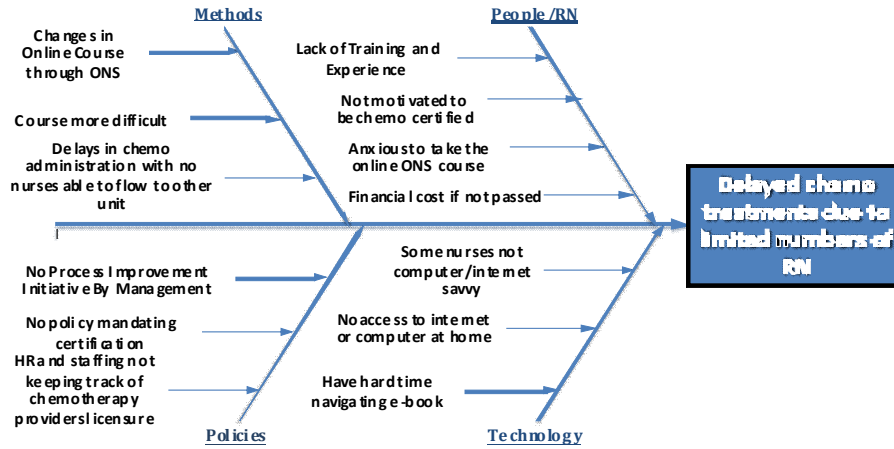 Methods
People/RN
Changes in
Online Course
through ONS
Course more difficult
Delays in chemo
administration with no
nurses able to flow to other
unit
Lack of Training and
Experience
Not motivated to
be chemo certified
Anxious to take the
online ONS course
Financial cost if not passed
Delayed chemo
treatments due to
limited numbers of
RN
No Process Improvement
Initiative By Management
No policy mandating
certification
HR and staffing not
keeping track of
chemotherapy
providers licensure
Some nurses not
computer/internet
savvy
No access to internet
or computer at home
Have hard time
navigating e-book
Policies
Technology